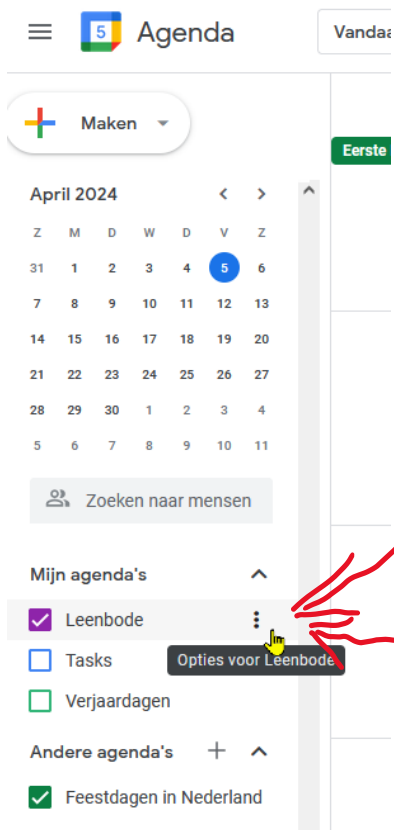 5 Agenda Vandaa
Maken
Eerste
April 2024
Z M D W D V Z
31 1 2 3 4 5 6
7 8 9 10 11 12 13
14 15 16 17 18 19 20
21 22 23 24 25 26 27
28 29 30 1 2 3 4
5 6 7 8 9 10 11
Zoeken naar mensen
Mijn agenda's
Leenbode
Opties voor Leenbode
Tasks
Verjaardagen
Andere agenda's
Feestdagen in Nederland